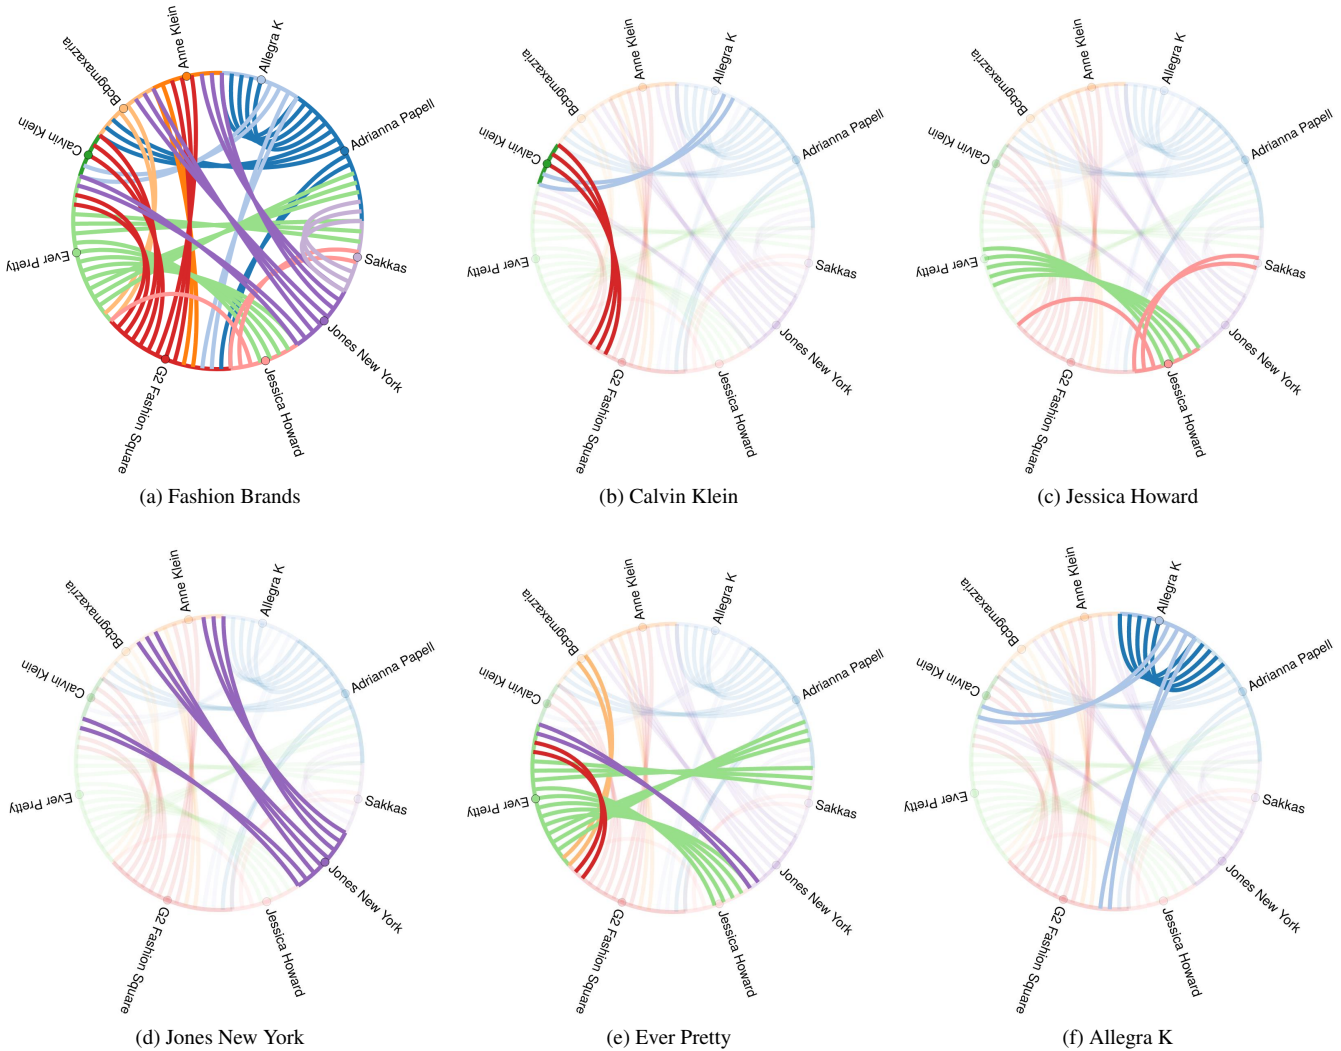 Anne Klein
Allegra K
Bcbgmaxazria
Adrianna Papell
Calvin Klein
Ever Pretty
Sakkas
Jones New York
G2 Fashion Square
Jessica Howard
(a) Fashion Brands
Anne Klein
Allegra K
Bcbgmaxazria
Adrianna Papell
Calvin Klein
Ever Pretty
Sakkas
Jones New York
G2 Fashion Square
Jessica Howard
(b) Calvin Klein
Anne Klein
Allegra K
Bcbgmaxazria
Adrianna Papell
Calvin Klein
Ever Pretty
Sakkas
Jones New York
G2 Fashion Square
Jessica Howard
(c) Jessica Howard
Anne Klein
Allegra K
Bcbgmaxazria
Adrianna Papell
Calvin Klein
Ever Pretty
Sakkas
Jones New York
G2 Fashion Square
Jessica Howard
(d) Jones New York
Anne Klein
Allegra K
Bcbgmaxazria
Adrianna Papell
Calvin Klein
Ever Pretty
Sakkas
Jones New York
G2 Fashion Square
Jessica Howard
(e) Ever Pretty
Anne Klein
Allegra K
Bcbgmaxazria
Adrianna Papell
Calvin Klein
Ever Pretty
Sakkas
Jones New York
G2 Fashion Square
Jessica Howard
(f) Allegra K